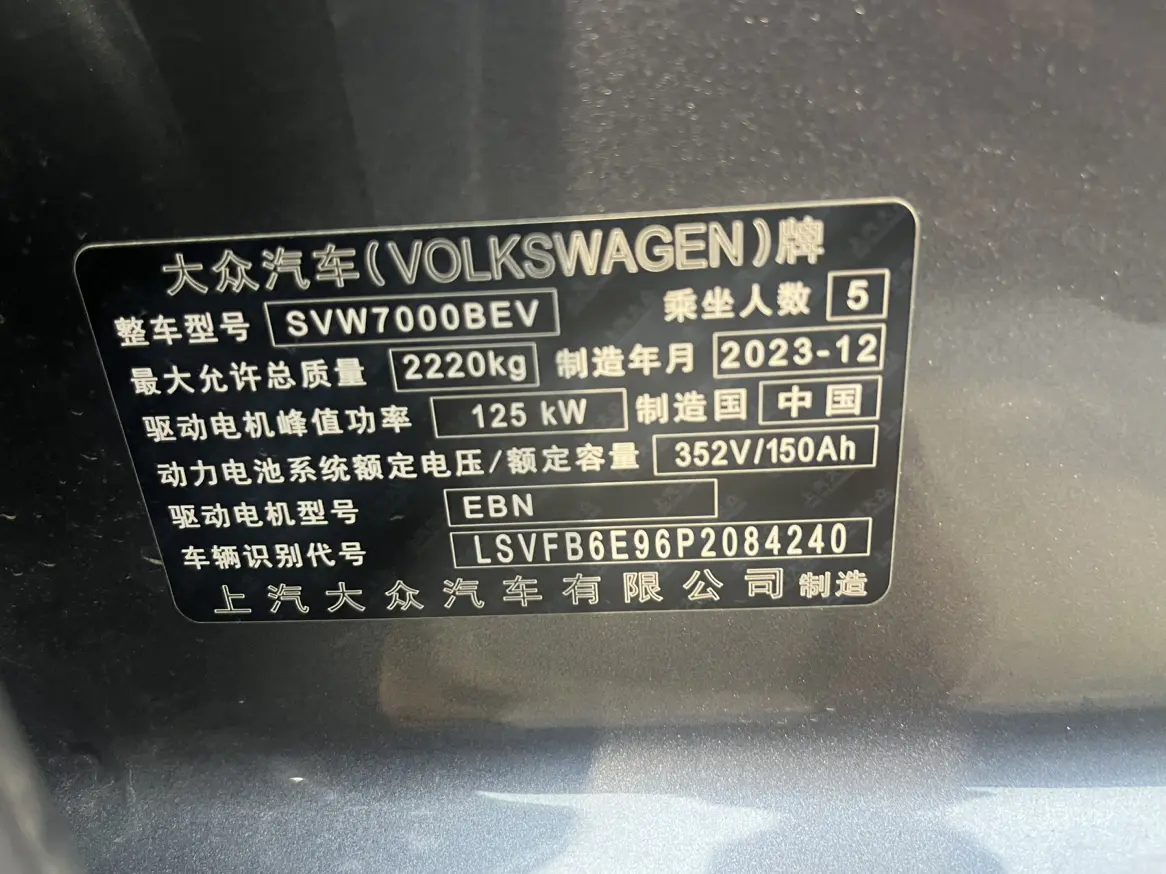 大众汽车(VOLKSWAGEN)牌
整车型号 SVW7000BEV 乘坐人数 5
最大允许总质量 2220kg 制造年月 2023-12
驱动电机峰值功率 125 kW 制造国 中国
动力电池系统额定电压/额定容量 352V/150Ah
驱动电机型号 EBN
车辆识别代号 LSVFB6E96P2084240
上汽大众汽车有限公司制造